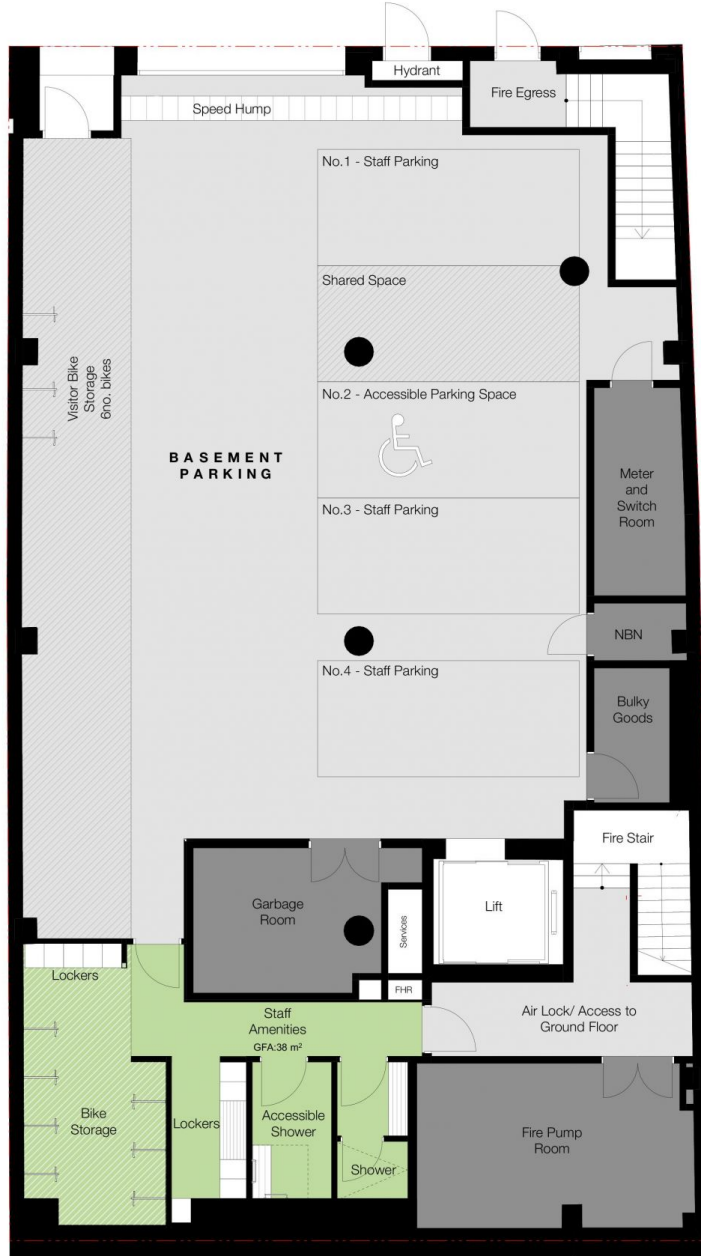 Hydrant
Fire Egress
Speed Hump
No.1 - Staff Parking
Shared Space
Visitor Bike
Storage
6no. bikes
No.2 - Accessible Parking Space
BASEMENT
PARKING
Meter
and
Switch
Room
No.3 - Staff Parking
NBN
No.4 - Staff Parking
Bulky
Goods
Fire Stair
Garbage
Room
Services
Lift
Lockers
FHR
Staff
Amenities
GFA:38 m²
Air Lock/ Access to
Ground Floor
Bike
Storage
Lockers
Accessible
Shower
Shower
Fire Pump
Room